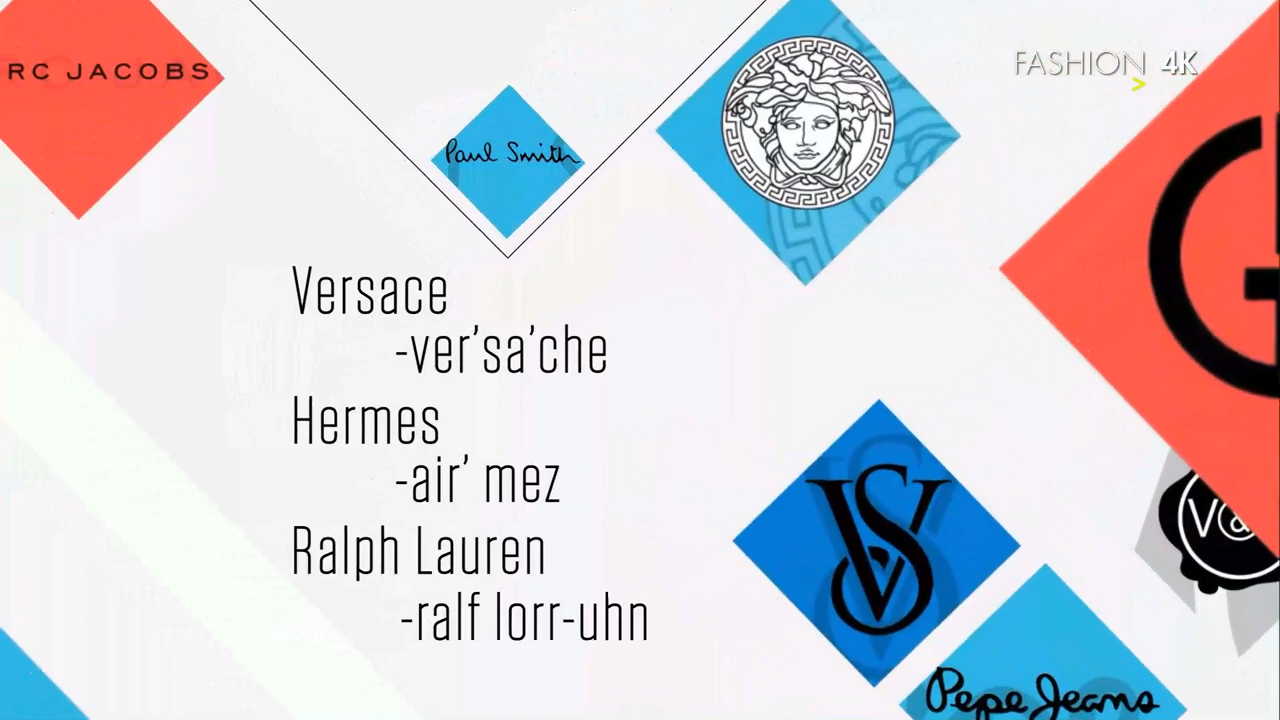 RC JACOBS
Paul Smith
FASHION 4K
Versace
-ver'sa'che
Hermes
-air' mez
Ralph Lauren
-ralf lorr-uhn
VS
G
V@
Pepe Jeans